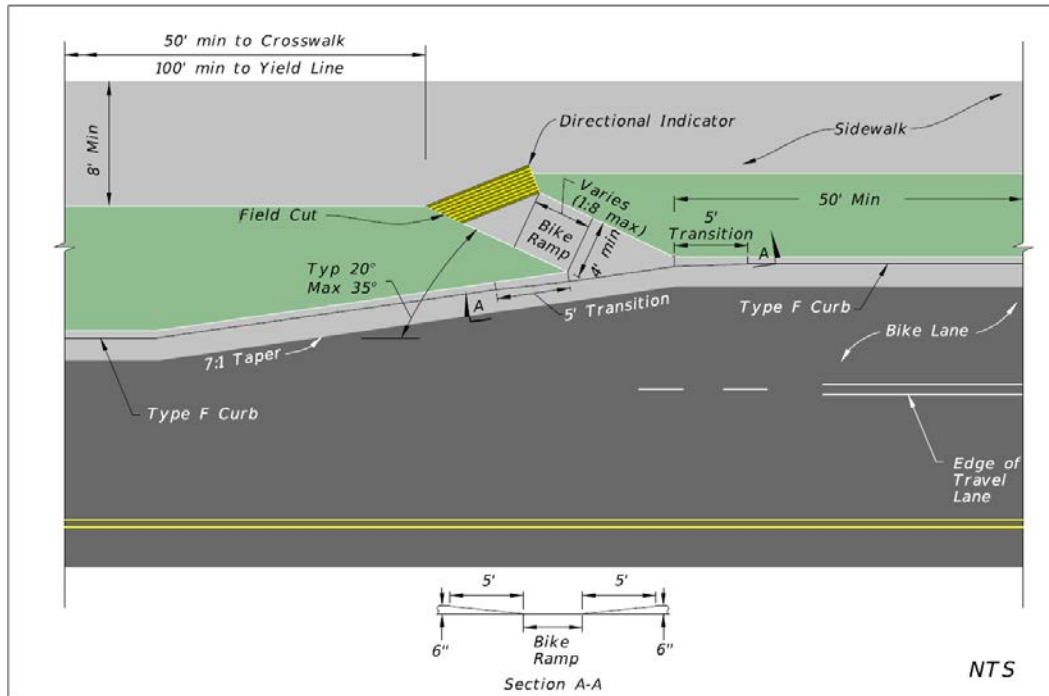 50' min to Crosswalk
100' min to Yield Line
8' Min
Directional Indicator
Sidewalk
Field Cut
Varies
(1:8 max)
Bike
Ramp
4' min
50' Min
5'
Transition
A
Typ 20°
Max 35°
A
5' Transition
Type F Curb
7:1 Taper
Bike Lane
Type F Curb
Edge of
Travel
Lane
5'
5'
6"
Bike
Ramp
6"
Section A-A
NTS